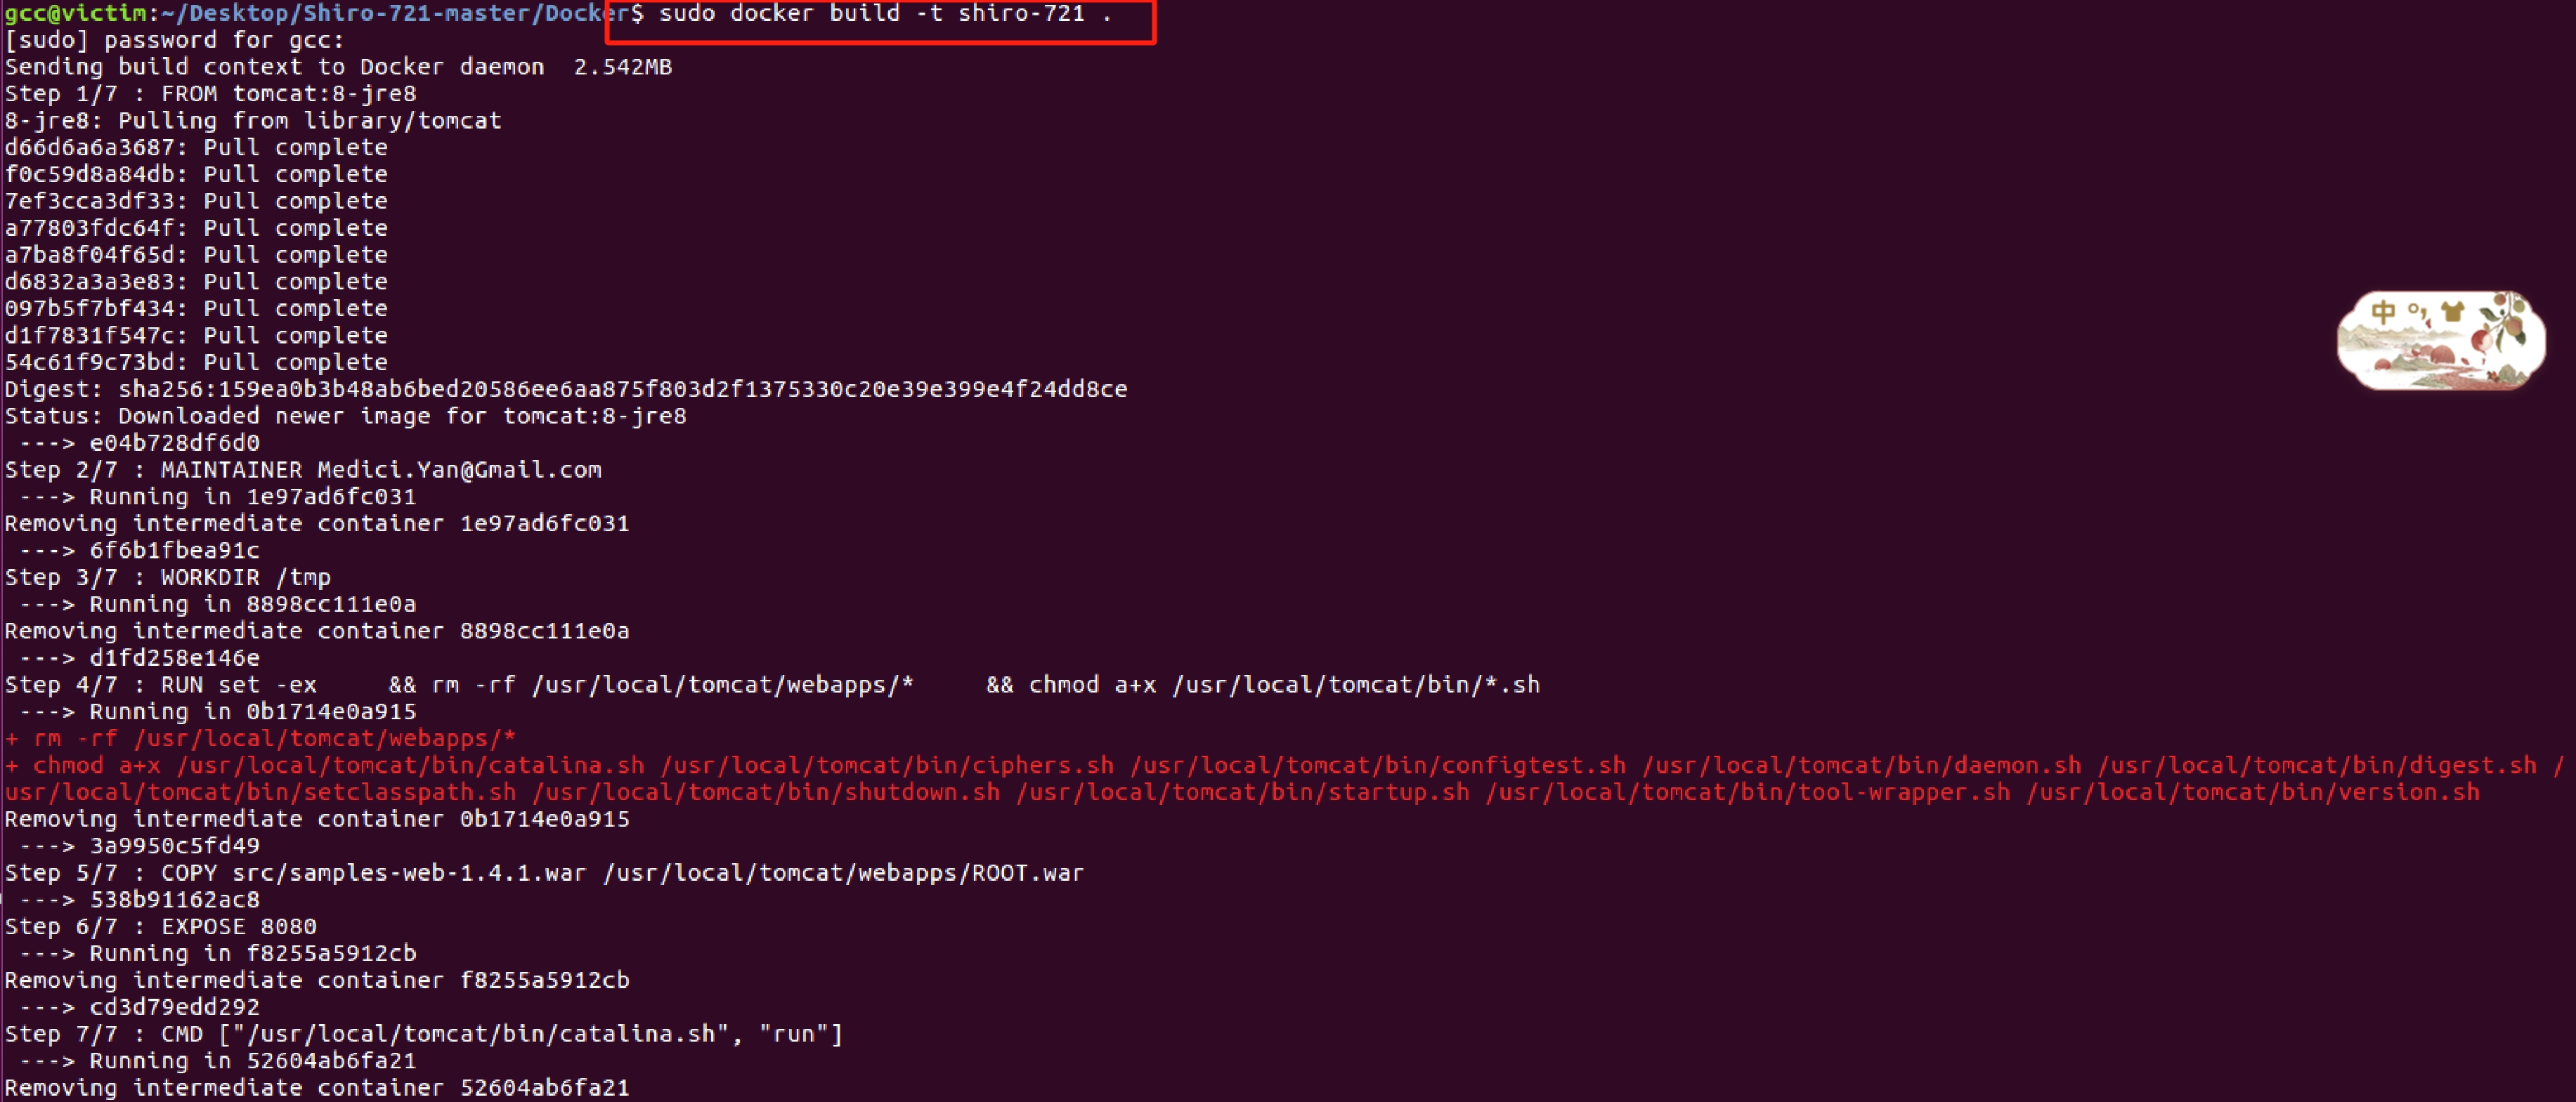 gcc@victim:~/Desktop/Shiro-721-master/Docker$ sudo docker build -t shiro-721 .
[sudo] password for gcc:
Sending build context to Docker daemon  2.542MB
Step 1/7 : FROM tomcat:8-jre8
8-jre8: Pulling from library/tomcat
d66d6a6a3687: Pull complete
f0c59d8a84db: Pull complete
7ef3cca3df33: Pull complete
a77803fdc64f: Pull complete
a7ba8f04f65d: Pull complete
d6832a3a3e83: Pull complete
097b5f7bf434: Pull complete
d1f7831f547c: Pull complete
54c61f9c73bd: Pull complete
Digest: sha256:159ea0b3b48ab6bed20586ee6aa875f803d2f1375330c20e39e399e4f24dd8ce
Status: Downloaded newer image for tomcat:8-jre8
 ---> e04b728df6d0
Step 2/7 : MAINTAINER Medici.Yan@Gmail.com
 ---> Running in 1e97ad6fc031
Removing intermediate container 1e97ad6fc031
 ---> 6f6b1fbea91c
Step 3/7 : WORKDIR /tmp
 ---> Running in 8898cc111e0a
Removing intermediate container 8898cc111e0a
 ---> d1fd258e146e
Step 4/7 : RUN set -ex     && rm -rf /usr/local/tomcat/webapps/*     && chmod a+x /usr/local/tomcat/bin/*.sh
 ---> Running in 0b1714e0a915
+ rm -rf /usr/local/tomcat/webapps/*
+ chmod a+x /usr/local/tomcat/bin/catalina.sh /usr/local/tomcat/bin/ciphers.sh /usr/local/tomcat/bin/configtest.sh /usr/local/tomcat/bin/daemon.sh /usr/local/tomcat/bin/digest.sh /
usr/local/tomcat/bin/setclasspath.sh /usr/local/tomcat/bin/shutdown.sh /usr/local/tomcat/bin/startup.sh /usr/local/tomcat/bin/tool-wrapper.sh /usr/local/tomcat/bin/version.sh
Removing intermediate container 0b1714e0a915
 ---> 3a9950c5fd49
Step 5/7 : COPY src/samples-web-1.4.1.war /usr/local/tomcat/webapps/ROOT.war
 ---> 538b91162ac8
Step 6/7 : EXPOSE 8080
 ---> Running in f8255a5912cb
Removing intermediate container f8255a5912cb
 ---> cd3d79edd292
Step 7/7 : CMD ["/usr/local/tomcat/bin/catalina.sh", "run"]
 ---> Running in 52604ab6fa21
Removing intermediate container 52604ab6fa21
中